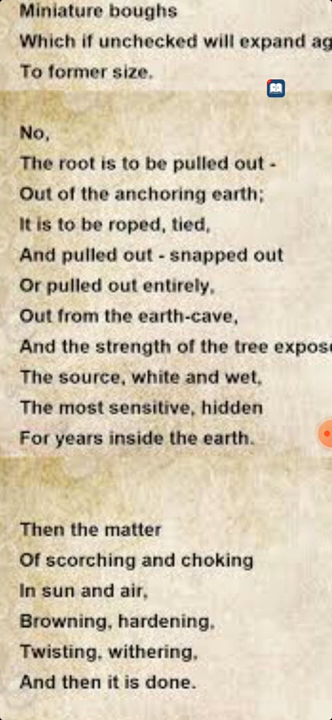 Miniature boughs
Which if unchecked will expand ag
To former size.
No,
The root is to be pulled out -
Out of the anchoring earth;
It is to be roped, tied,
And pulled out - snapped out
Or pulled out entirely,
Out from the earth-cave,
And the strength of the tree expose
The source, white and wet,
The most sensitive, hidden
For years inside the earth.
Then the matter
Of scorching and choking
In sun and air,
Browning, hardening,
Twisting, withering,
And then it is done.